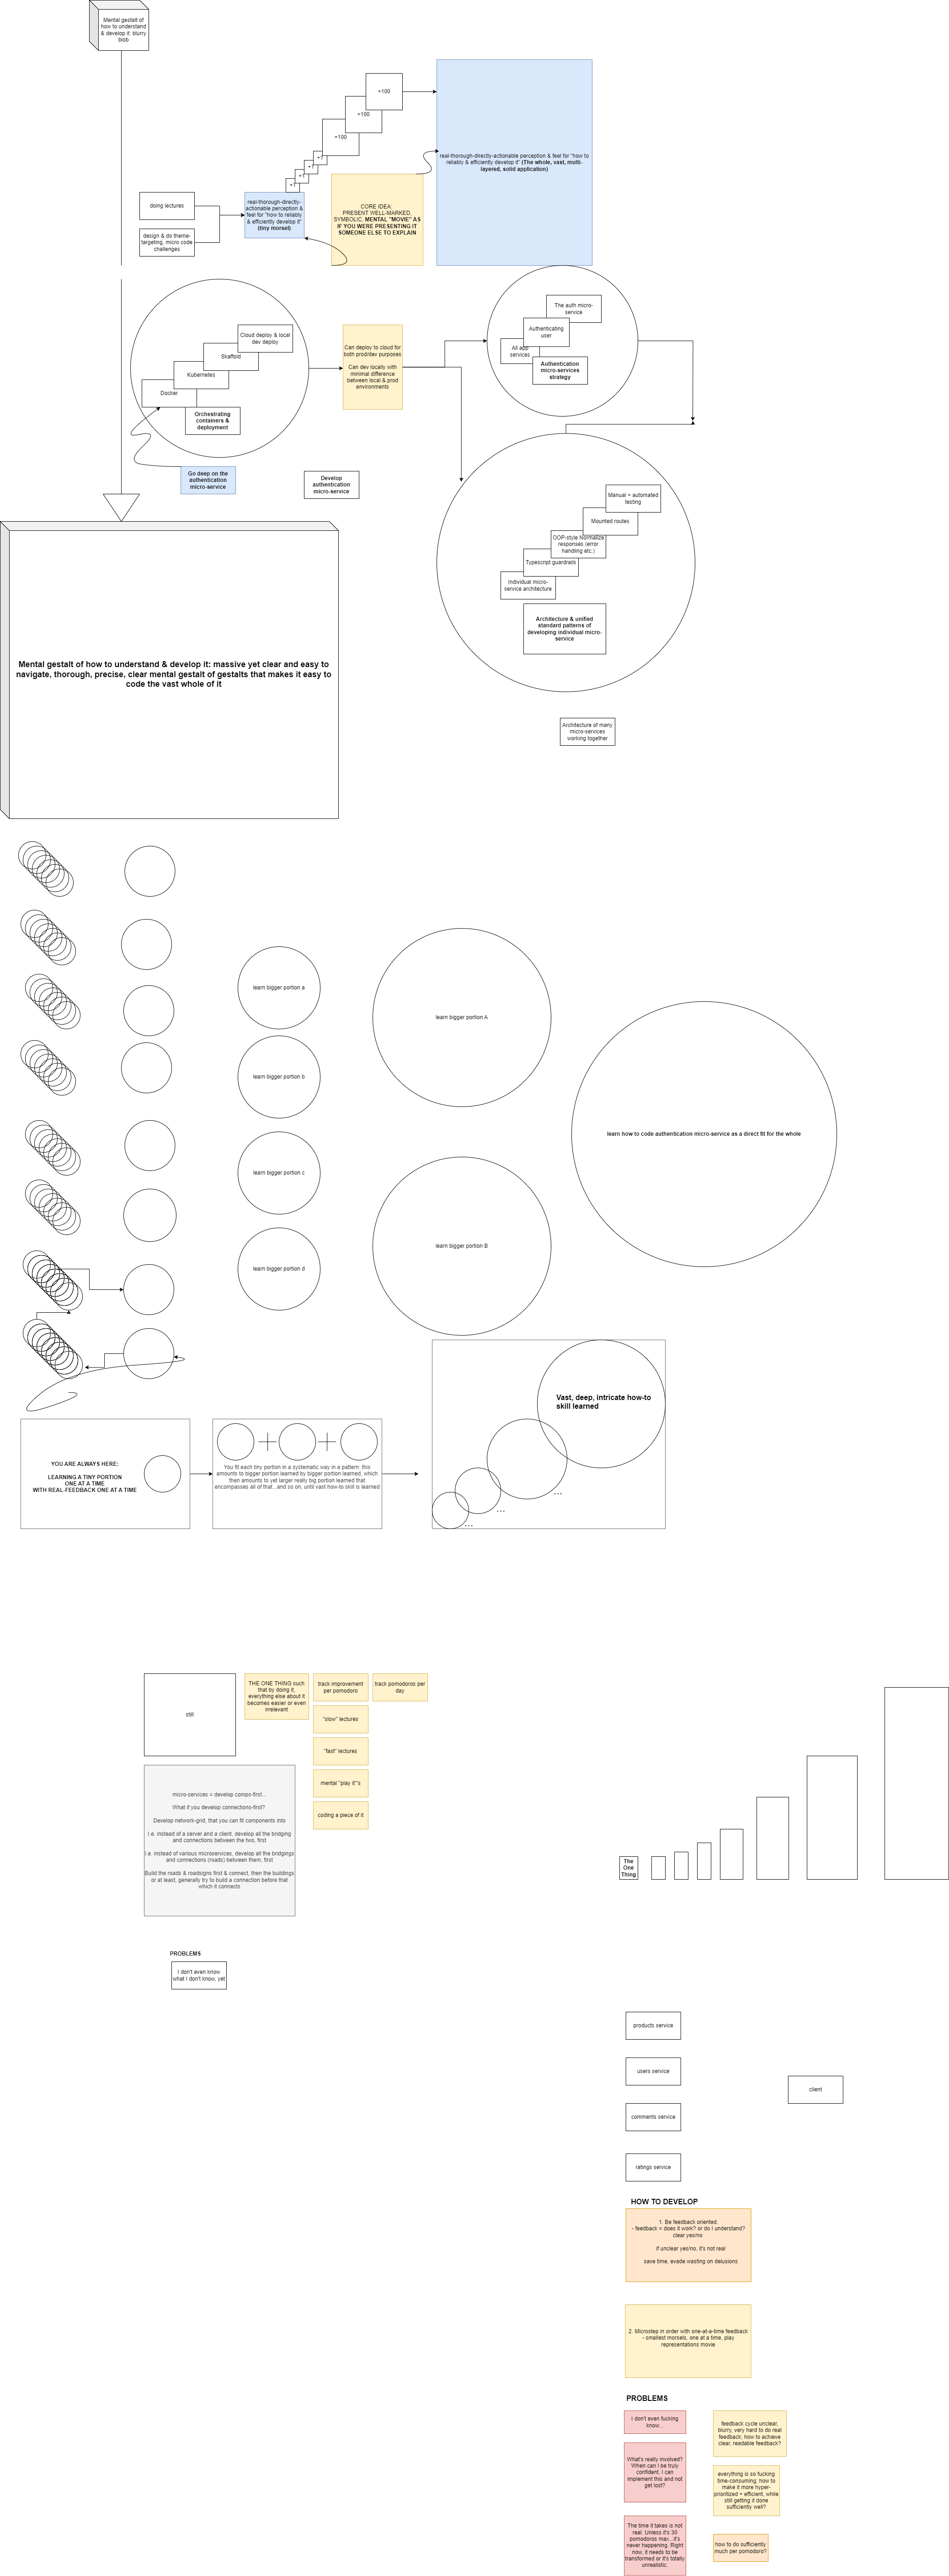 Mental gestalt of
how to understand
& develop it: blurry
blob
+100
+100
+100
+1
+1
+1
+1
real-thorough-directly-actionable perception & feel for "how to
reliably & efficiently develop it" (The whole, vast, multi-
layered, solid application)
doing lectures
design & do theme-
targeting, micro code
challenges
real-thorough-directly-
actionable perception &
feel for "how to reliably
& efficiently develop it"
(tiny morsel)
CORE IDEA:
PRESENT WELL-MARKED,
SYMBOLIC, MENTAL "MOVIE" AS
IF YOU WERE PRESENTING IT
SOMEONE ELSE TO EXPLAIN
Cloud deploy & local
dev deploy
Skaffold
Kubernetes
Docker
Orchestrating
containers &
deployment
Can deploy to cloud for
both prod/dev purposes
Can dev locally with
minimal difference
between local & prod
environments
The auth micro-
service
Authenticating
user
All app
services
Authentication
micro-services
strategy
Go deep on the
authentication
micro-service
Develop
authentication
micro-service
Manual + automated
testing
Mounted routes
OOP-style Normalize
responses (error
handling etc.)
Typescript guardrails
Individual micro-
service architecture
Architecture & unified
standard patterns of
developing individual micro-
service
Mental gestalt of how to understand & develop it: massive yet clear and easy to
navigate, thorough, precise, clear mental gestalt of gestalts that makes it easy to
code the vast whole of it
Architecture of many
micro-services
working together
learn bigger portion a
learn bigger portion A
learn bigger portion b
learn how to code authentication micro-service as a direct fit for the whole
learn bigger portion c
learn bigger portion B
learn bigger portion d
YOU ARE ALWAYS HERE:
LEARNING A TINY PORTION
ONE AT A TIME
WITH REAL-FEEDBACK ONE AT A TIME
You fit each tiny portion in a systematic way in a pattern: this
amounts to bigger portion learned by bigger portion learned, which
then amounts to yet larger really big portion learned that
encompasses all of that...and so on, until vast how-to skill is learned
Vast, deep, intricate how-to
skill learned
...
...
...
still
THE ONE THING such
that by doing it,
everything else about it
becomes easier or even
irrelevant
track improvement
per pomodoro
track pomodoros per
day
"slow" lectures
"fast" lectures
mental "play it"'s
coding a piece of it
micro-services = develop comps-first...
What if you develop connections-first?
Develop network-grid, that you can fit components into
i.e. instead of a server and a client, develop all the bridging
and connections between the two, first
I.e. instead of various microservices, develop all the bridgings
and connections (roads) between them, first
Build the roads & roadsigns first & connect, then the buildings
or at least, generally try to build a connection before that
which it connects
The
One
Thing
PROBLEMS
I don't even know
what I don't know, yet
products service
users service
client
comments service
ratings service
HOW TO DEVELOP
1. Be feedback oriented.
- feedback = does it work? or do I understand?
clear yes/no
if unclear yes/no, it's not real
save time, evade wasting on delusions
2. Microstep in order with one-at-a-time feedback
- smallest morsels, one at a time, play
representations movie
PROBLEMS
I don't even fucking
know...
feedback cycle unclear,
blurry, very hard to do real
feedback; how to achieve
clear, readable feedback?
What's really involved?
When can I be truly
confident, I can
implement this and not
get lost?
everything is so fucking
time-consuming; how to
make it more hyper-
prioritized + efficient, while
still getting it done
sufficiently well?
The time it takes is not
real. Unless it's 30
pomodoros max...it's
never happening. Right
now, it needs to be
transformed or it's totally
unrealistic.
how to do sufficiently
much per pomodoro?